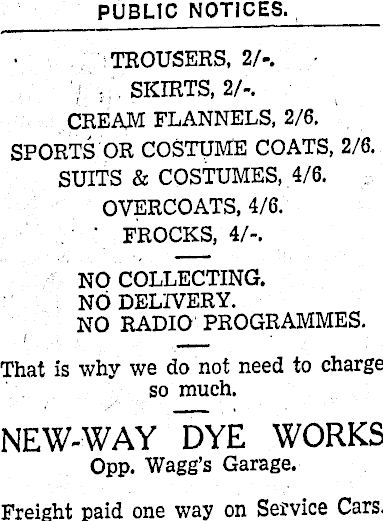 PUBLIC NOTICES.
TROUSERS, 2/-.
SKIRTS, 2/-.
CREAM FLANNELS, 2/6.
SPORTS OR COSTUME COATS, 2/6.
SUITS & COSTUMES, 4/6.
OVERCOATS, 4/6.
FROCKS, 4/-.
NO COLLECTING.
NO DELIVERY.
NO RADIO PROGRAMMES.
That is why we do not need to charge
so much.
NEW-WAY DYE WORKS
Opp. Wagg's Garage.
Freight paid one way on Service Cars.